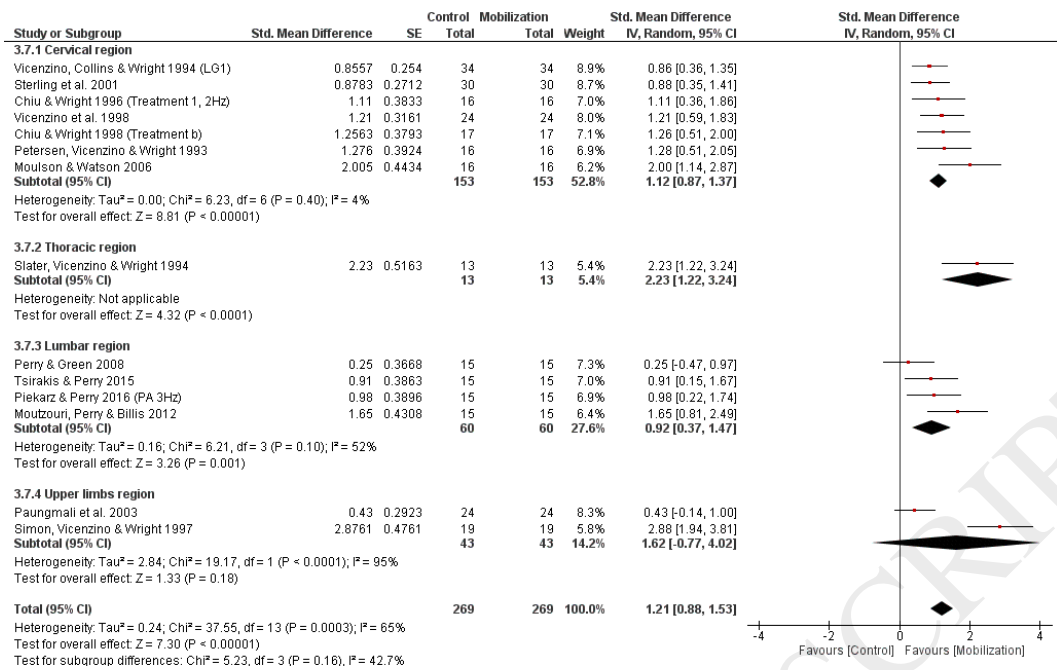 Control Mobilization Std. Mean Difference Std. Mean Difference
Study or Subgroup Std. Mean Difference SE Total Total Weight IV, Random, 95% CI IV, Random, 95% CI
3.7.1 Cervical region
Vicenzino, Collins & Wright 1994 (LG1) 0.8557 0.254 34 34 8.9% 0.86 [0.36, 1.35]
Sterling et al. 2001 0.8783 0.2712 30 30 8.7% 0.88 [0.35, 1.41]
Chiu & Wright 1996 (Treatment 1, 2Hz) 1.11 0.3833 16 16 7.0% 1.11 [0.36, 1.86]
Vicenzino et al. 1998 1.21 0.3161 24 24 8.0% 1.21 [0.59, 1.83]
Chiu & Wright 1998 (Treatment b) 1.2563 0.3793 17 17 7.1% 1.26 [0.51, 2.00]
Petersen, Vicenzino & Wright 1993 1.276 0.3924 16 16 6.9% 1.28 [0.51, 2.05]
Moulson & Watson 2006 2.005 0.4434 16 16 6.2% 2.00 [1.14, 2.87]
Subtotal (95% CI) 153 153 52.8% 1.12 [0.87, 1.37]
Heterogeneity: Tau² = 0.00; Chi² = 6.23, df = 6 (P = 0.40); I² = 4%
Test for overall effect: Z = 8.81 (P < 0.00001)
3.7.2 Thoracic region
Slater, Vicenzino & Wright 1994 2.23 0.5163 13 13 5.4% 2.23 [1.22, 3.24]
Subtotal (95% CI) 13 13 5.4% 2.23 [1.22, 3.24]
Heterogeneity: Not applicable
Test for overall effect: Z = 4.32 (P < 0.0001)
3.7.3 Lumbar region
Perry & Green 2008 0.25 0.3668 15 15 7.3% 0.25 [-0.47, 0.97]
Tsirakis & Perry 2015 0.91 0.3863 15 15 7.0% 0.91 [0.15, 1.67]
Piekarz & Perry 2016 (PA 3Hz) 0.98 0.3896 15 15 6.9% 0.98 [0.22, 1.74]
Moutzouri, Perry & Billis 2012 1.65 0.4308 15 15 6.4% 1.65 [0.81, 2.49]
Subtotal (95% CI) 60 60 27.6% 0.92 [0.37, 1.47]
Heterogeneity: Tau² = 0.16; Chi² = 6.21, df = 3 (P = 0.10); I² = 52%
Test for overall effect: Z = 3.26 (P = 0.001)
3.7.4 Upper limbs region
Paungmali et al. 2003 0.43 0.2923 24 24 8.3% 0.43 [-0.14, 1.00]
Simon, Vicenzino & Wright 1997 2.8761 0.4761 19 19 5.8% 2.88 [1.94, 3.81]
Subtotal (95% CI) 43 43 14.2% 1.62 [-0.77, 4.02]
Heterogeneity: Tau² = 2.84; Chi² = 19.17, df = 1 (P < 0.0001); I² = 95%
Test for overall effect: Z = 1.33 (P = 0.18)
Total (95% CI) 269 269 100.0% 1.21 [0.88, 1.53]
Heterogeneity: Tau² = 0.24; Chi² = 37.55, df = 13 (P = 0.0003); I² = 65%
Test for overall effect: Z = 7.30 (P < 0.00001)
Test for subgroup differences: Chi² = 5.23, df = 3 (P = 0.16), I² = 42.7%
-4 -2 0 2 4
Favours [Control] Favours [Mobilization]
SCRIPT